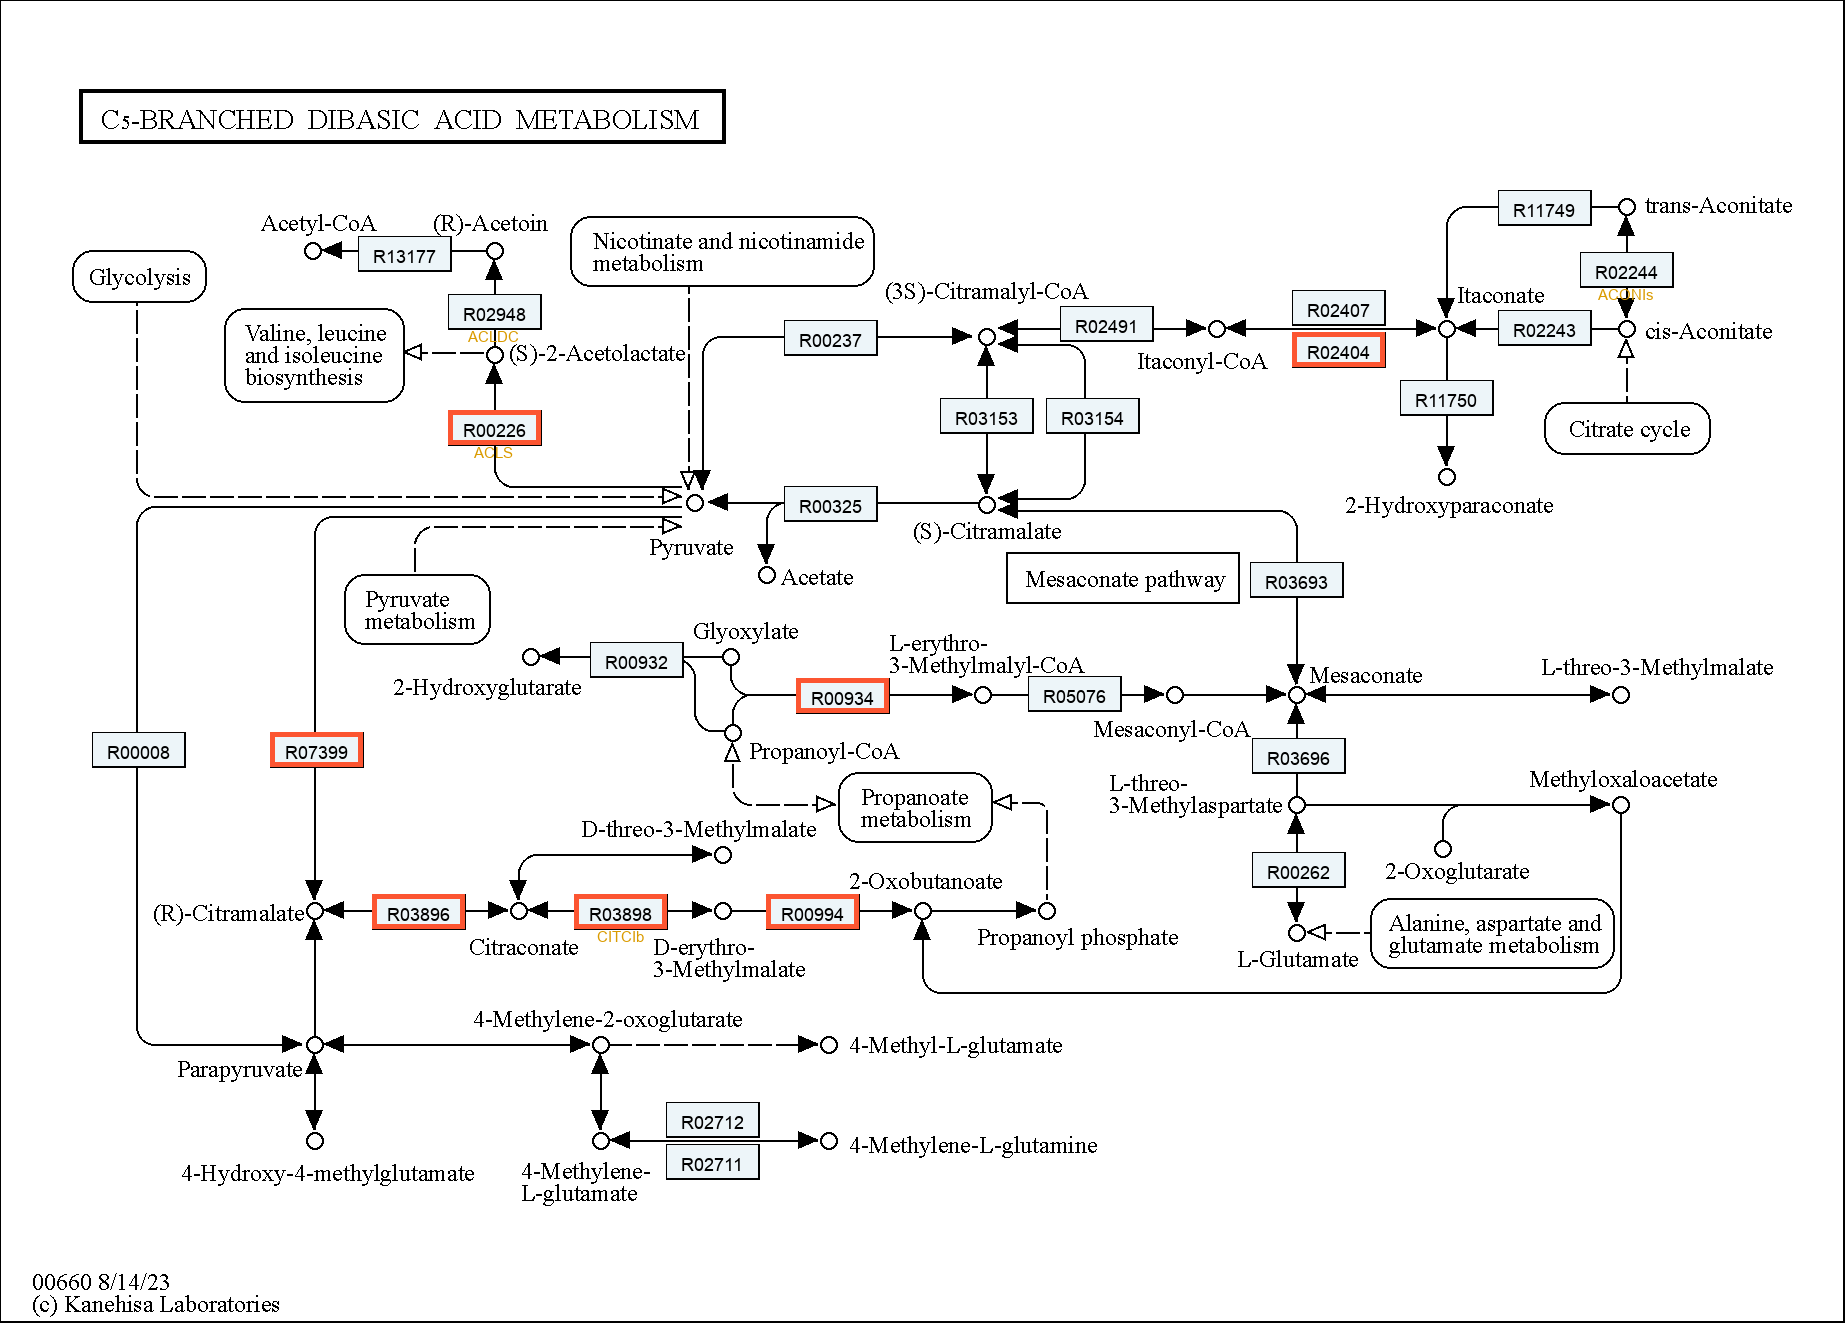 C5-BRANCHED DIBASIC ACID METABOLISM
R11749
trans-Aconitate
Acetyl-CoA
(R)-Acetoin
R13177
Nicotinate and nicotinamide
metabolism
Glycolysis
R02244
ACONIs
(3S)-Citramalyl-CoA
Itaconate
R02948
ACLDC
R02407
R02491
R02243
cis-Aconitate
Valine, leucine
and isoleucine
biosynthesis
(S)-2-Acetolactate
R00237
Itaconyl-CoA
R02404
R11750
R00226
ACLS
R03153
R03154
Citrate cycle
R00325
2-Hydroxyparaconate
(S)-Citramalate
Pyruvate
Acetate
Mesaconate pathway
R03693
Pyruvate
metabolism
Glyoxylate
L-erythro-
3-Methylmalyl-CoA
R00932
2-Hydroxyglutarate
R00934
R05076
Mesaconate
L-threo-3-Methylmalate
Mesaconyl-CoA
R00008
R07399
Propanoyl-CoA
R03696
L-threo-
3-Methylaspartate
Methyloxaloacetate
Propanoate
metabolism
D-threo-3-Methylmalate
R00262
2-Oxoglutarate
2-Oxobutanoate
(R)-Citramalate
R03896
R03898
CITCIb
R00994
Citraconate
D-erythro-
3-Methylmalate
Propanoyl phosphate
Alanine, aspartate and
glutamate metabolism
L-Glutamate
4-Methylene-2-oxoglutarate
4-Methyl-L-glutamate
Parapyruvate
R02712
R02711
4-Methylene-L-glutamine
4-Hydroxy-4-methylglutamate
4-Methylene-
L-glutamate
00660 8/14/23
(c) Kanehisa Laboratories